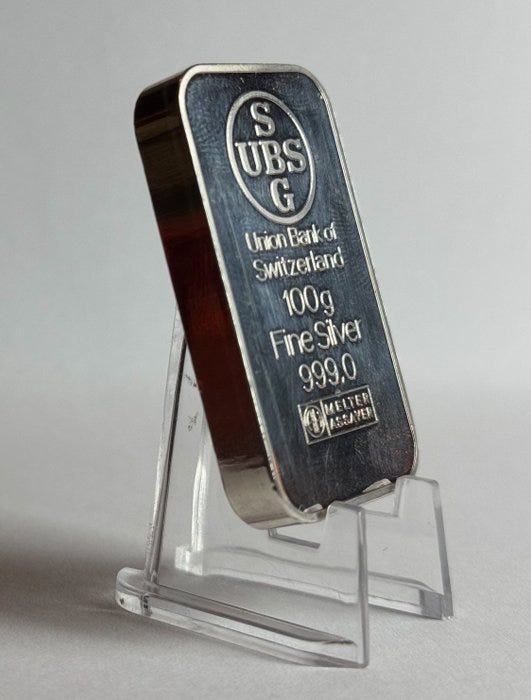 S
UBS
G
Union Bank of
Switzerland
100g
Fine Silver
999.0
MELTER
ASSAYER